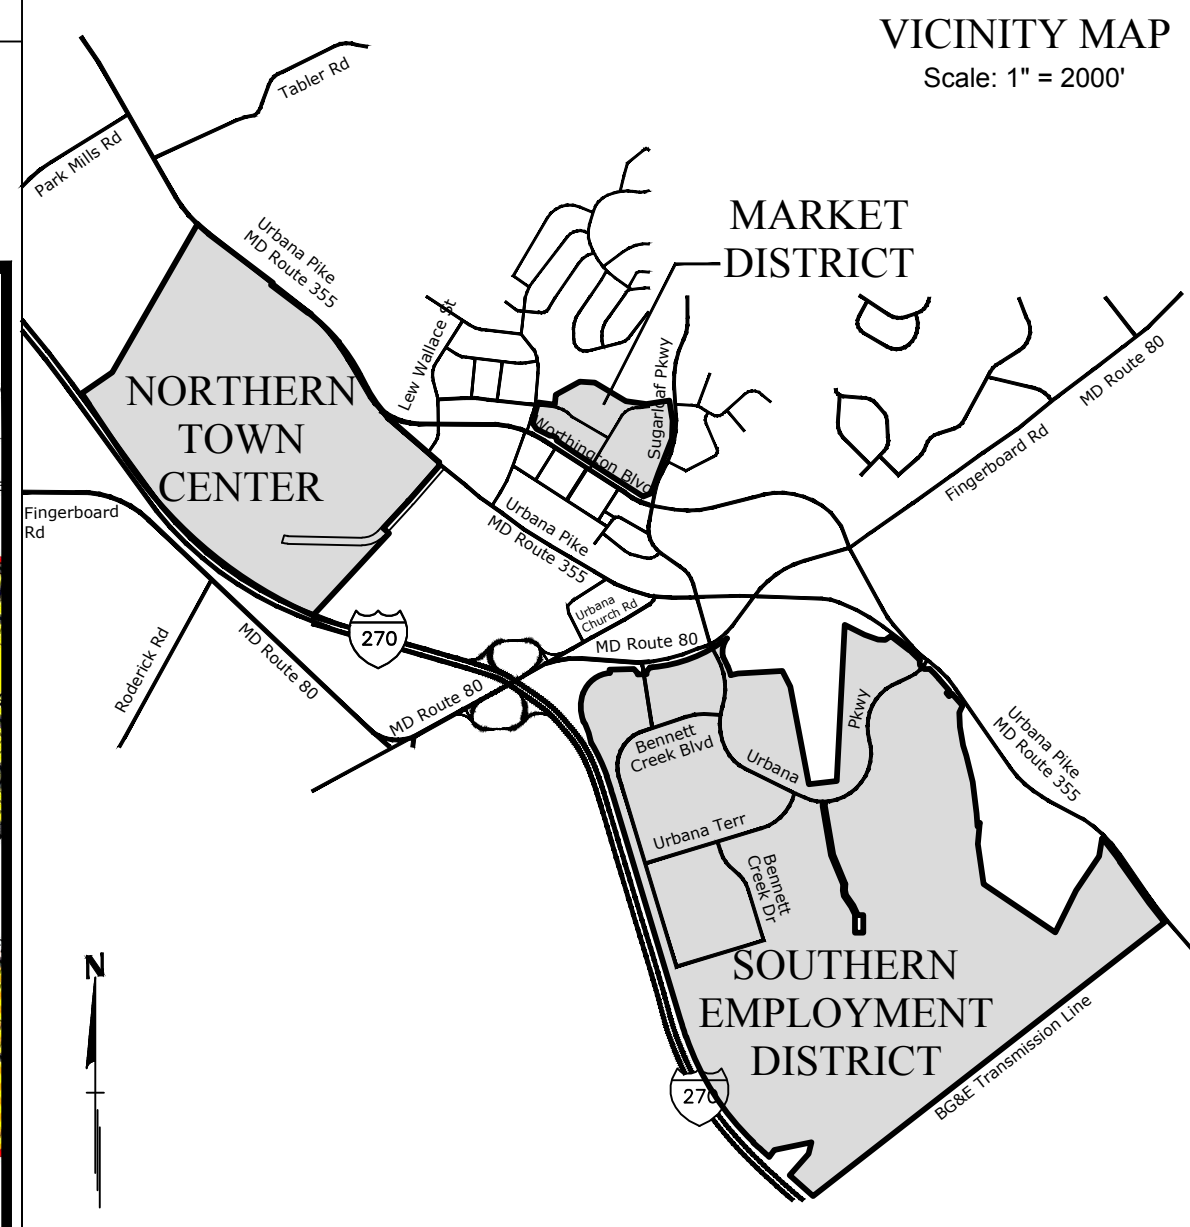 VICINITY MAP
Scale: 1" = 2000'
Tabler Rd
Park Mills Rd
MARKET
DISTRICT
Urbana Pike
MD Route 355
Lew Wallace St
Sugarloaf Pkwy
MD Route 80
NORTHERN
TOWN
CENTER
Worthington Blvd
Fingerboard Rd
Fingerboard
Rd
Urbana Pike
MD Route 355
Urbana
Church Rd
270
MD Route 80
Roderick Rd
MD Route 80
MD Route 80
Pkwy
Urbana Pike
MD Route 355
Bennett
Creek Blvd
Urbana
Urbana Terr
Bennett
Creek Dr
N
SOUTHERN
EMPLOYMENT
DISTRICT
BG&E Transmission Line
270